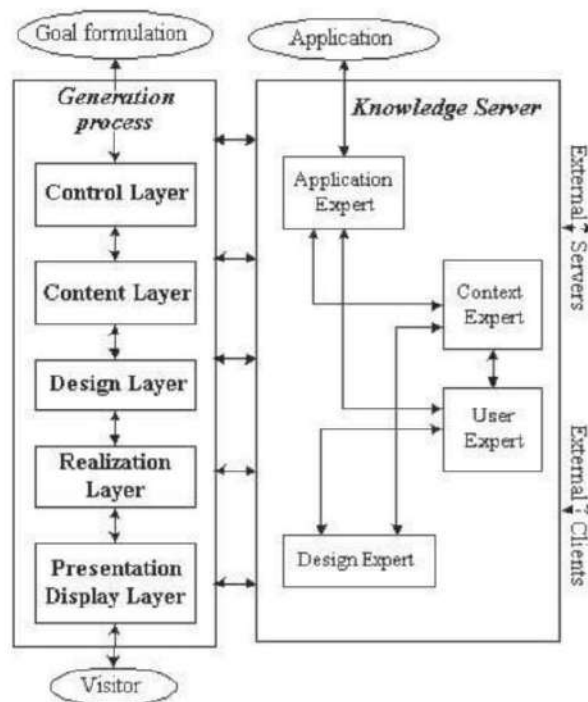 Goal formulation
Application
Generation
process
Control Layer
Content Layer
Design Layer
Realization
Layer
Presentation
Display Layer
Visitor
Knowledge Server
Application
Expert
Context
Expert
User
Expert
Design Expert
External
Servers
External
Clients